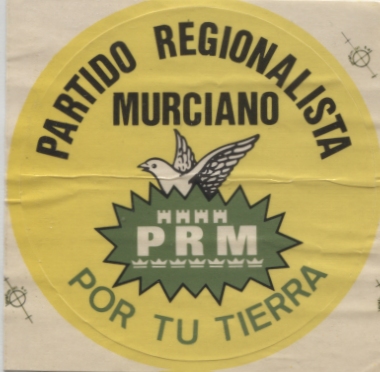 PARTIDO REGIONALISTA
MURCIANO
PRM
POR TU TIERRA